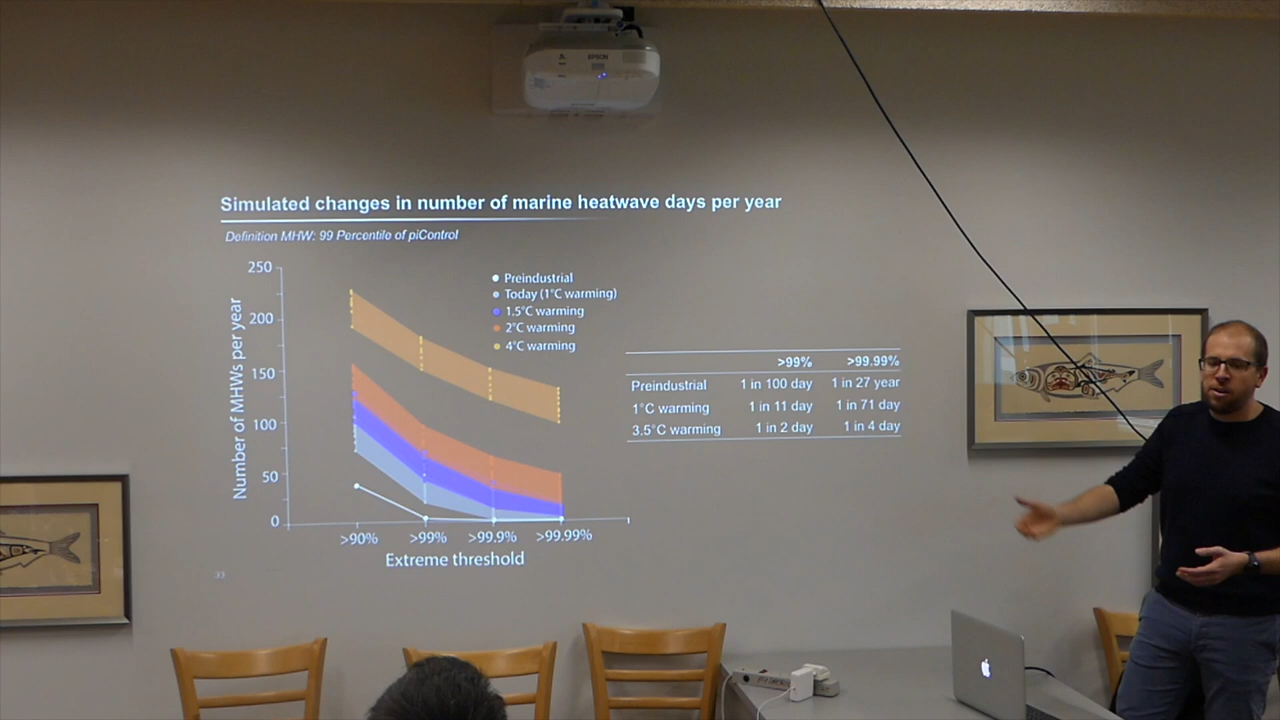 EPSON
Simulated changes in number of marine heatwave days per year
Definition MHW: 99 Percentile of piControl
Number of MHWs per year
250
200
150
100
50
0
Preindustrial
Today (1°C warming)
1.5°C warming
2°C warming
4°C warming
>90% >99% >99.9% >99.99%
Extreme threshold
>99% >99.99%
Preindustrial 1 in 100 day 1 in 27 year
1°C warming 1 in 11 day 1 in 71 day
3.5°C warming 1 in 2 day 1 in 4 day
33